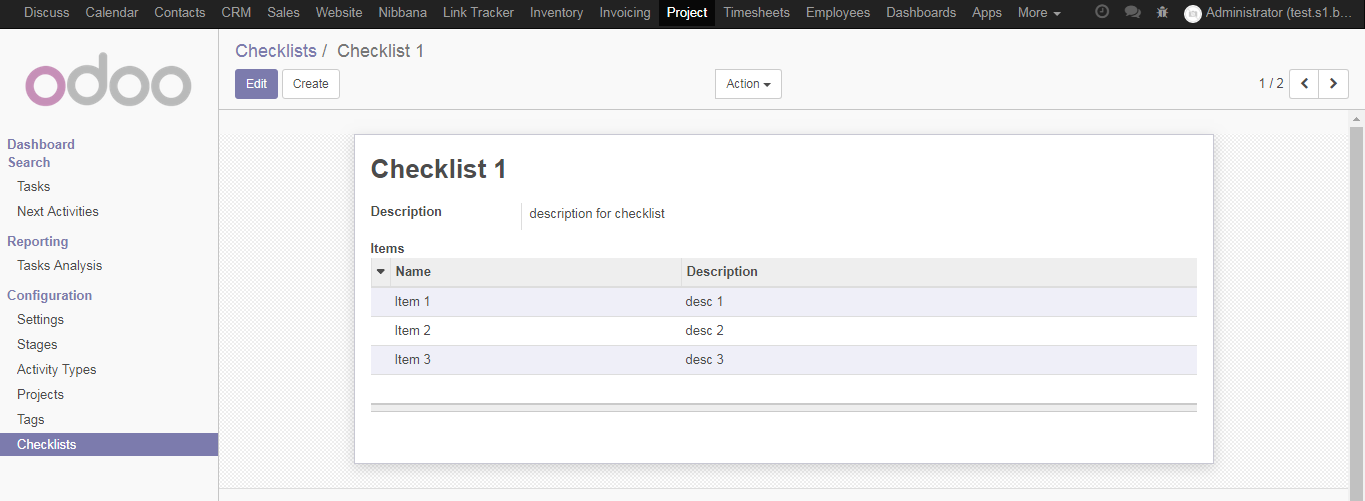 Discuss Calendar Contacts CRM Sales Website Nibbana Link Tracker Inventory Invoicing Project Timesheets Employees Dashboards Apps More Administrator (test.s1.b...
odoo
Checklists / Checklist 1
Edit Create Action 1 / 2
Dashboard
Search
Tasks
Next Activities
Reporting
Tasks Analysis
Configuration
Settings
Stages
Activity Types
Projects
Tags
Checklists
Checklist 1
Description description for checklist
Items
Name Description
Item 1 desc 1
Item 2 desc 2
Item 3 desc 3